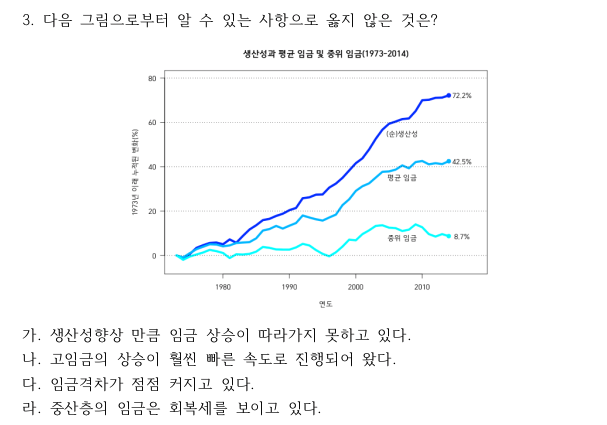 3. 다음 그림으로부터 알 수 있는 사항으로 옳지 않은 것은?
생산성과 평균 임금 및 중위 임금(1973-2014)
1973년 이래 누적된 변화(%)
80
60
40
20
0
72.2%
(순)생산성
42.5%
평균 임금
중위 임금
8.7%
1980
1990
2000
2010
연도
가. 생산성향상 만큼 임금 상승이 따라가지 못하고 있다.
나. 고임금의 상승이 훨씬 빠른 속도로 진행되어 왔다.
다. 임금격차가 점점 커지고 있다.
라. 중산층의 임금은 회복세를 보이고 있다.